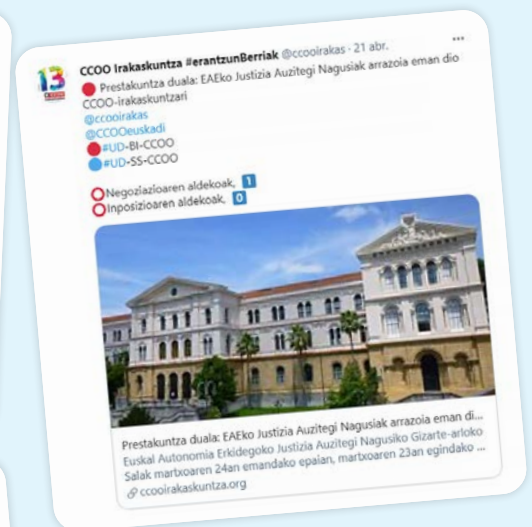 13
CCOO Irakaskuntza #erantzunBerriak @ccooirakas · 21 abr.
🔴 Prestakuntza duala: EAEko Justizia Auzitegi Nagusiak arrazoia eman dio
CCOO-irakaskuntzari
@ccooirakas
@CCOOeuskadi
🔴#UD-BI-CCOO
🔵#UD-SS-CCOO
⭕Negoziazioaren aldekoak, 1
⭕Inposizioaren aldekoak, 0
Prestakuntza duala: EAEko Justizia Auzitegi Nagusiak arrazoia eman di...
Euskal Autonomia Erkidegoko Justizia Auzitegi Nagusiko Gizarte-arloko
Salak martxoaren 24an emandako epaian, martxoaren 23an egindako ...
ccooirakaskuntza.org